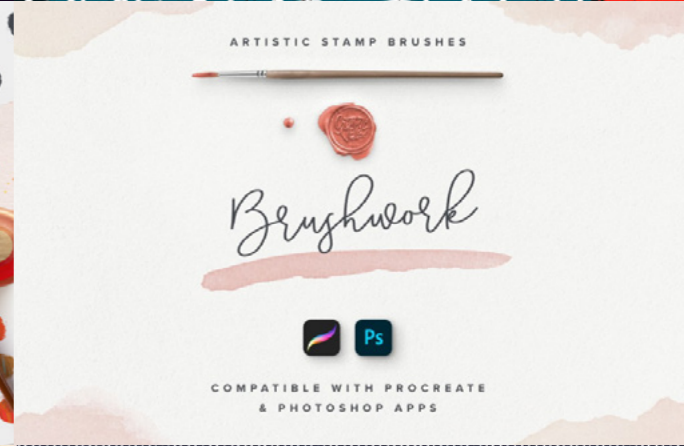 ARTISTIC STAMP BRUSHES
Brushwork
Ps
COMPATIBLE WITH PROCREATE
& PHOTOSHOP APPS